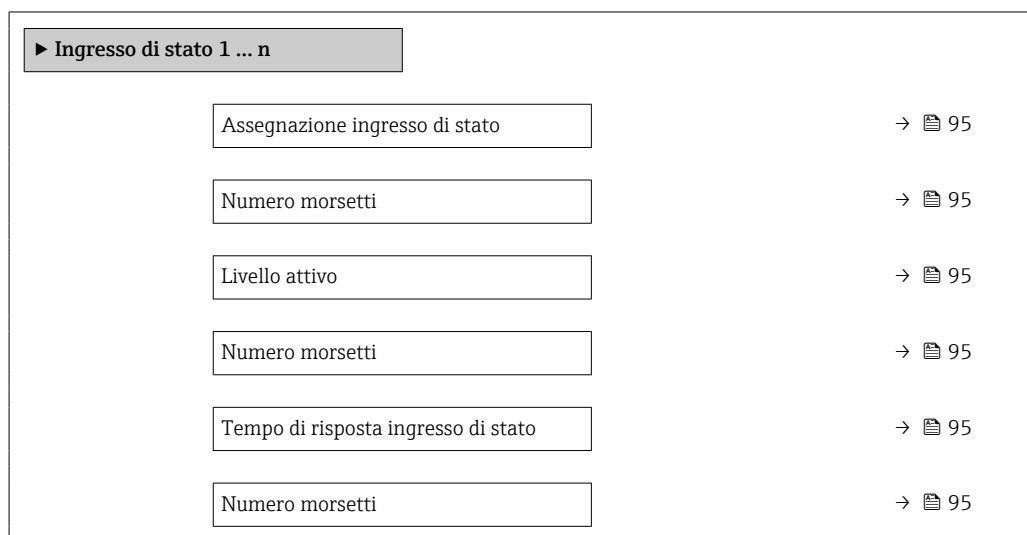 ▶ Ingresso di stato 1 ... n
Assegnazione ingresso di stato → 95
Numero morsetti → 95
Livello attivo → 95
Numero morsetti → 95
Tempo di risposta ingresso di stato → 95
Numero morsetti → 95